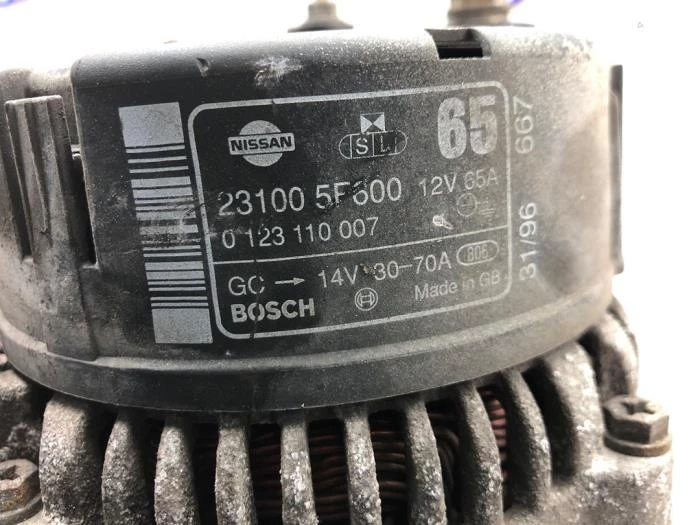 NISSAN
S L
65
23100 5F600 12V 65A
0 123 110 007
GC → 14V 30-70A 806
BOSCH Made in GB
31/96 667